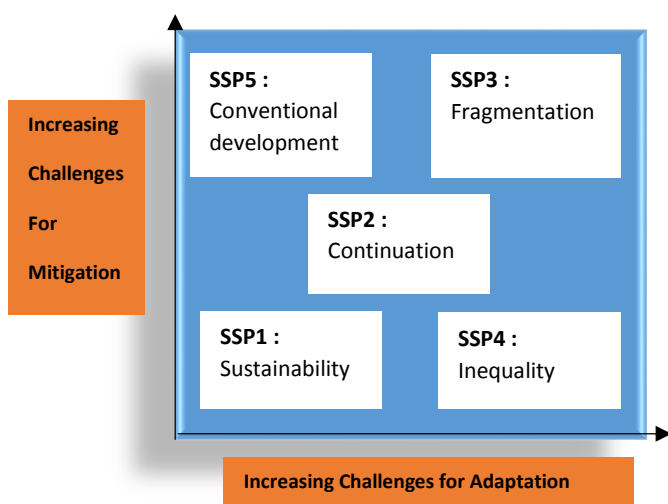 SSP5 :
Conventional
development
SSP3 :
Fragmentation
Increasing
Challenges
For
Mitigation
SSP2 :
Continuation
SSP1 :
Sustainability
SSP4 :
Inequality
Increasing Challenges for Adaptation